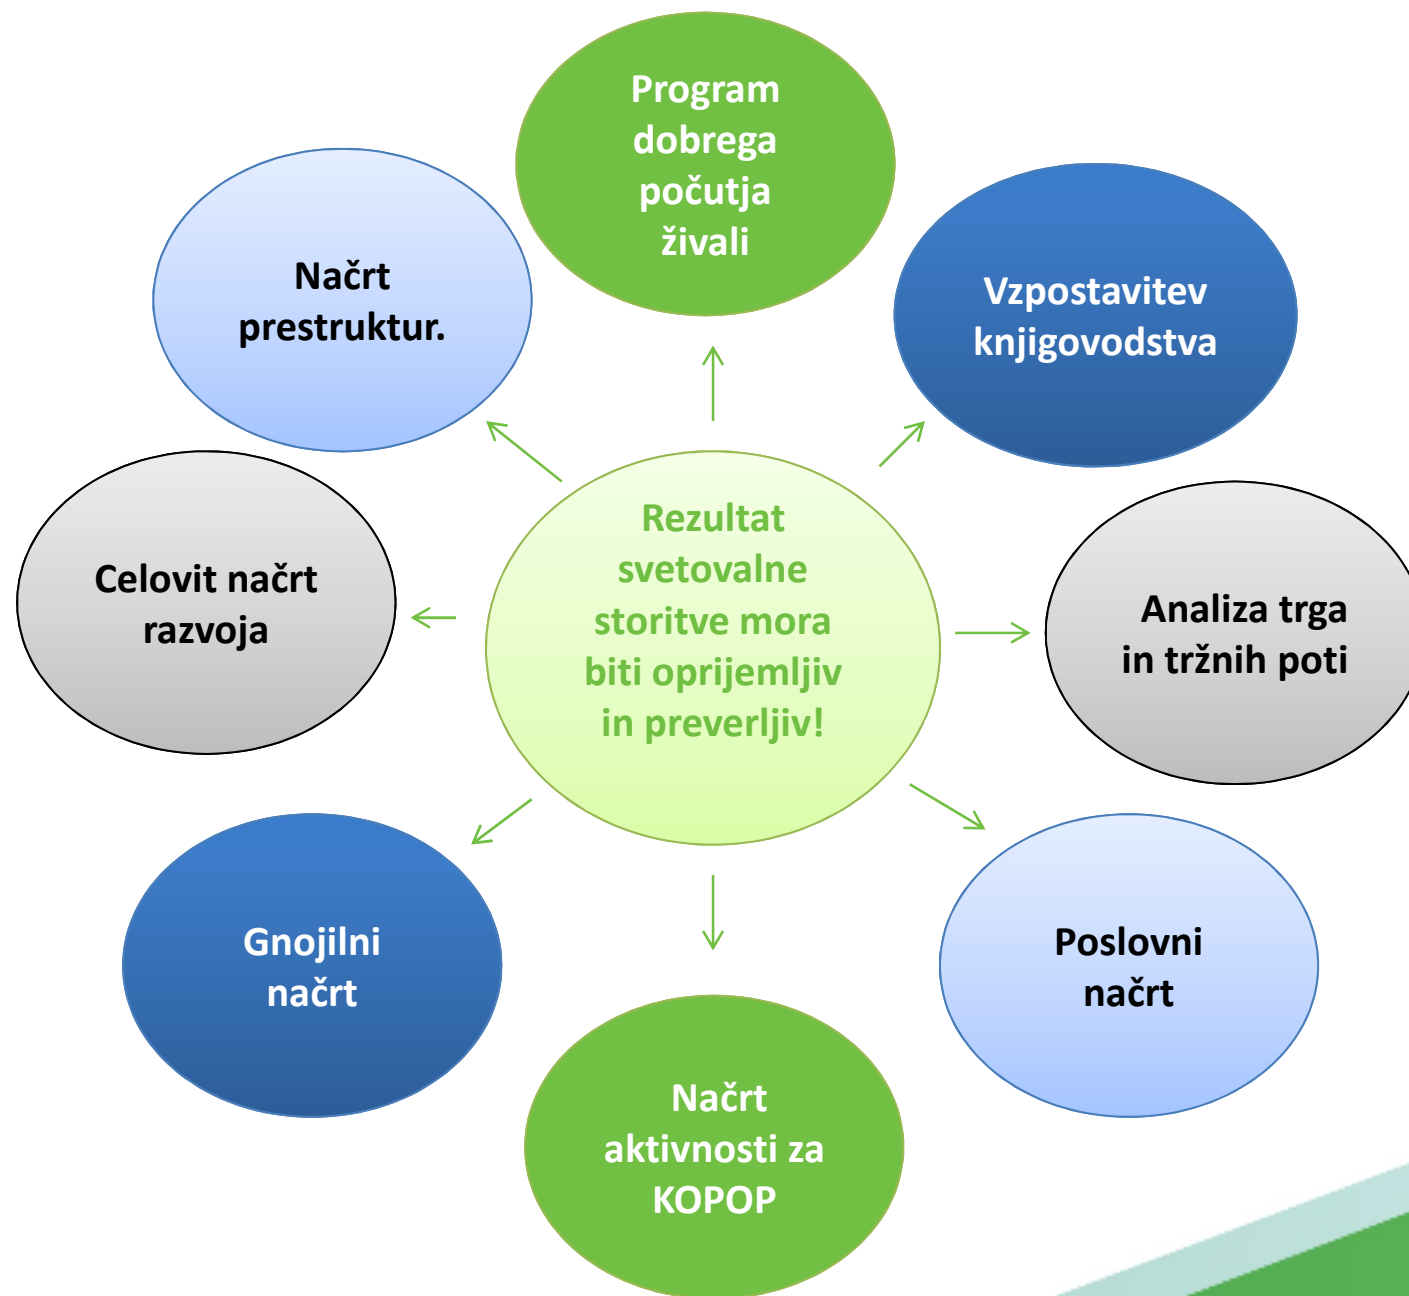 Program
dobrega
počutja
živali
Načrt
prestruktur.
Vzpostavitev
knjigovodstva
Rezultat
svetovalne
storitve mora
biti oprijemljiv
in preverljiv!
Celovit načrt
razvoja
Analiza trga
in tržnih poti
Gnojilni
načrt
Poslovni
načrt
Načrt
aktivnosti za
KOPOP